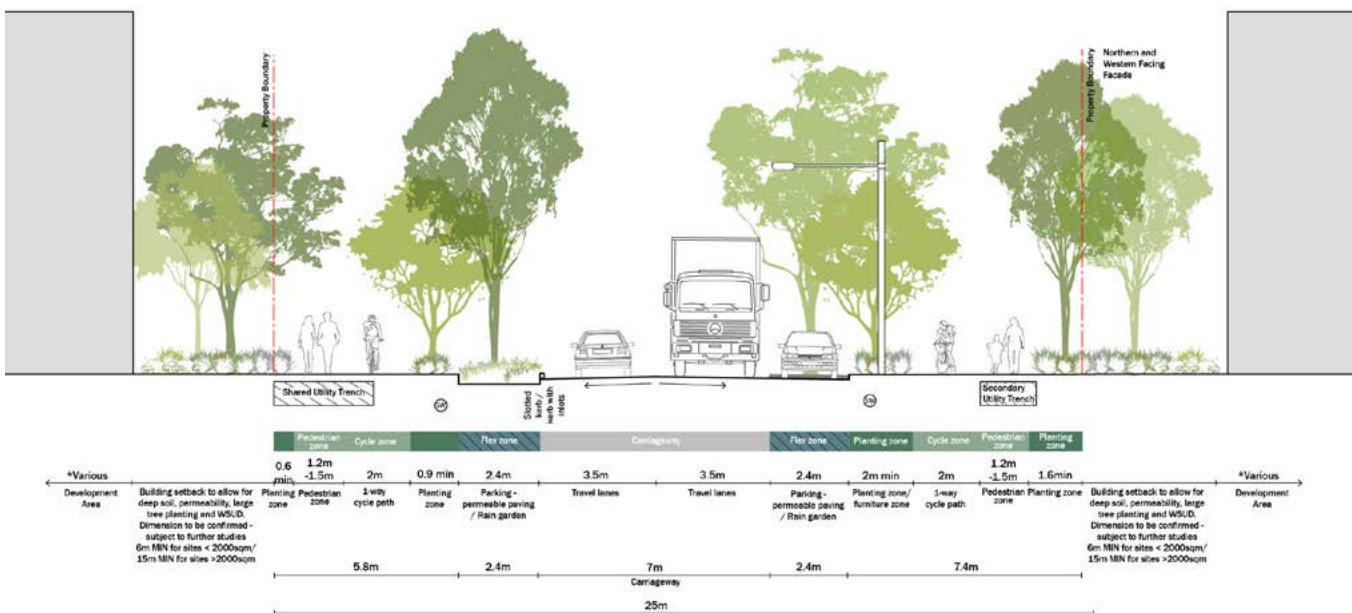 Property Boundary
Property Boundary
Northern and
Western Facing
Facade
Shared Utility Trench
SW
Slotted
kerb /
kerb with
inlets
SW
Secondary
Utility Trench
Pedestrian
zone
Cycle zone
Flex zone
Carriageway
Flex zone
Planting zone
Cycle zone
Pedestrian
zone
Planting
zone
*Various
0.6
min.
1.2m
-1.5m
2m
0.9 min
2.4m
3.5m
3.5m
2.4m
2m min
2m
1.2m
-1.5m
1.6min
*Various
Development
Area
Building setback to allow for
deep soil, permeability, large
tree planting and WSUD.
Dimension to be confirmed -
subject to further studies
6m MIN for sites < 2000sqm/
15m MIN for sites >2000sqm
Planting
zone
Pedestrian
zone
1-way
cycle path
Planting
zone
Parking -
permeable paving
/ Rain garden
Travel lanes
Travel lanes
Parking -
permeable paving
/ Rain garden
Planting zone/
furniture zone
1-way
cycle path
Pedestrian
zone
Planting zone
Building setback to allow for
deep soil, permeability, large
tree planting and WSUD.
Dimension to be confirmed -
subject to further studies
6m MIN for sites < 2000sqm/
15m MIN for sites >2000sqm
Development
Area
5.8m
2.4m
7m
2.4m
7.4m
Carriageway
25m